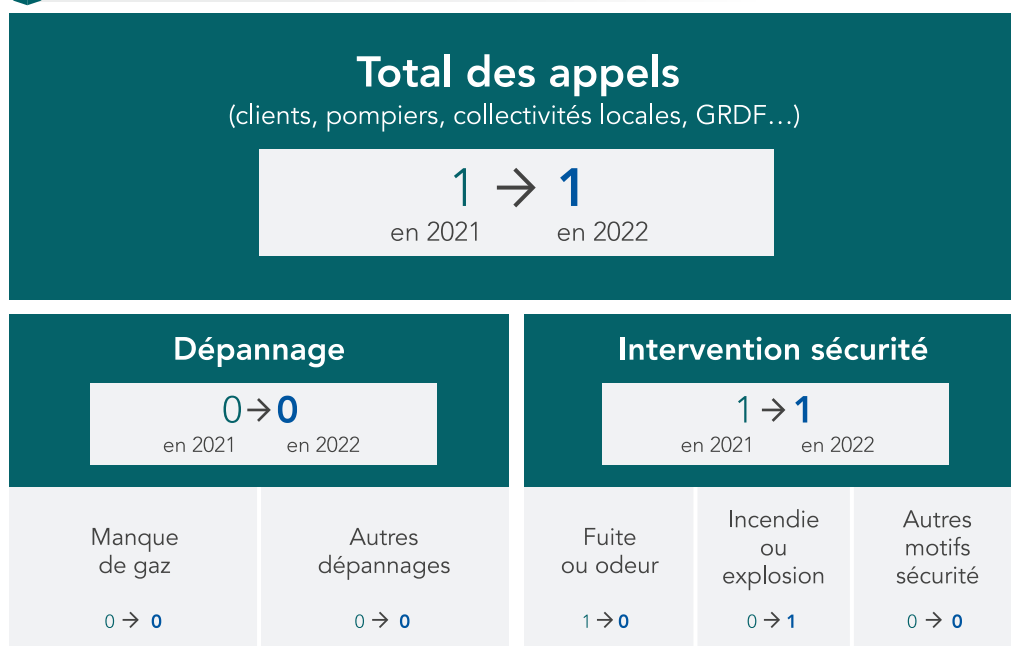 Total des appels
(clients, pompiers, collectivités locales, GRDF…)
1 → 1
en 2021 en 2022
Dépannage
0 → 0
en 2021 en 2022
Manque
de gaz
0 → 0
Autres
dépannages
0 → 0
Intervention sécurité
1 → 1
en 2021 en 2022
Fuite
ou odeur
1 → 0
Incendie
ou
explosion
0 → 1
Autres
motifs
sécurité
0 → 0